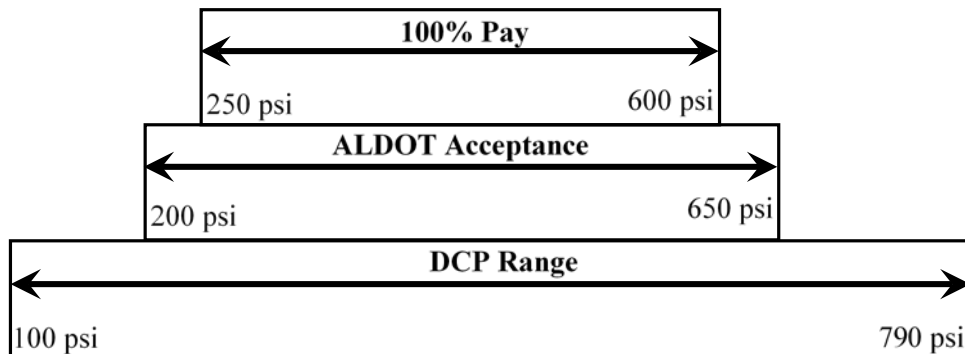 100% Pay
250 psi 600 psi
ALDOT Acceptance
200 psi 650 psi
DCP Range
100 psi 790 psi